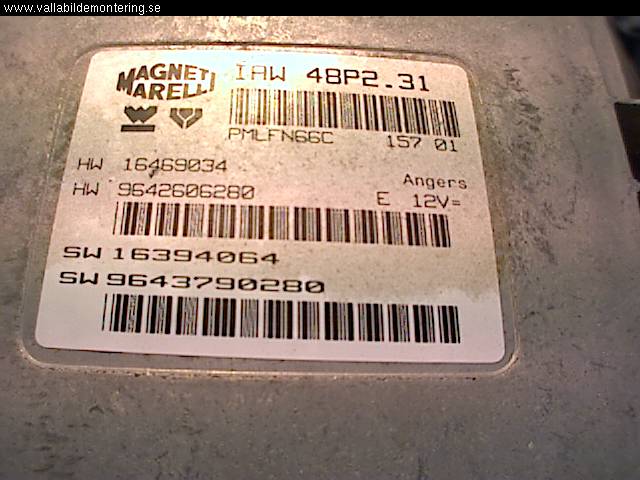 www.vallabildemontering.se
MAGNETI MARELLI
IAW 48P2.31
PMLFN66C 157 01
HW 16469034
HW 9642606280
Angers
E 12V=
SW 16394064
SW 9643790280